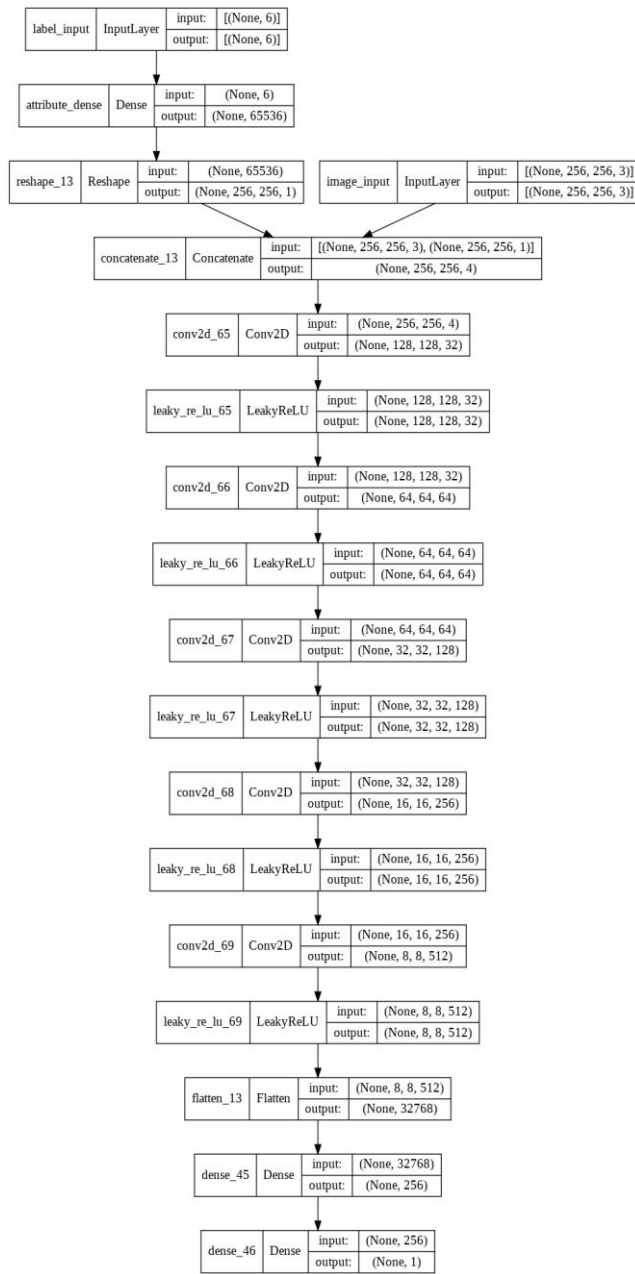 label_input InputLayer input: [(None, 6)]
output: [(None, 6)]
attribute_dense Dense input: (None, 6)
output: (None, 65536)
reshape_13 Reshape input: (None, 65536)
output: (None, 256, 256, 1)
image_input InputLayer input: [(None, 256, 256, 3)]
output: [(None, 256, 256, 3)]
concatenate_13 Concatenate input: [(None, 256, 256, 3), (None, 256, 256, 1)]
output: (None, 256, 256, 4)
conv2d_65 Conv2D input: (None, 256, 256, 4)
output: (None, 128, 128, 32)
leaky_re_lu_65 LeakyReLU input: (None, 128, 128, 32)
output: (None, 128, 128, 32)
conv2d_66 Conv2D input: (None, 128, 128, 32)
output: (None, 64, 64, 64)
leaky_re_lu_66 LeakyReLU input: (None, 64, 64, 64)
output: (None, 64, 64, 64)
conv2d_67 Conv2D input: (None, 64, 64, 64)
output: (None, 32, 32, 128)
leaky_re_lu_67 LeakyReLU input: (None, 32, 32, 128)
output: (None, 32, 32, 128)
conv2d_68 Conv2D input: (None, 32, 32, 128)
output: (None, 16, 16, 256)
leaky_re_lu_68 LeakyReLU input: (None, 16, 16, 256)
output: (None, 16, 16, 256)
conv2d_69 Conv2D input: (None, 16, 16, 256)
output: (None, 8, 8, 512)
leaky_re_lu_69 LeakyReLU input: (None, 8, 8, 512)
output: (None, 8, 8, 512)
flatten_13 Flatten input: (None, 8, 8, 512)
output: (None, 32768)
dense_45 Dense input: (None, 32768)
output: (None, 256)
dense_46 Dense input: (None, 256)
output: (None, 1)